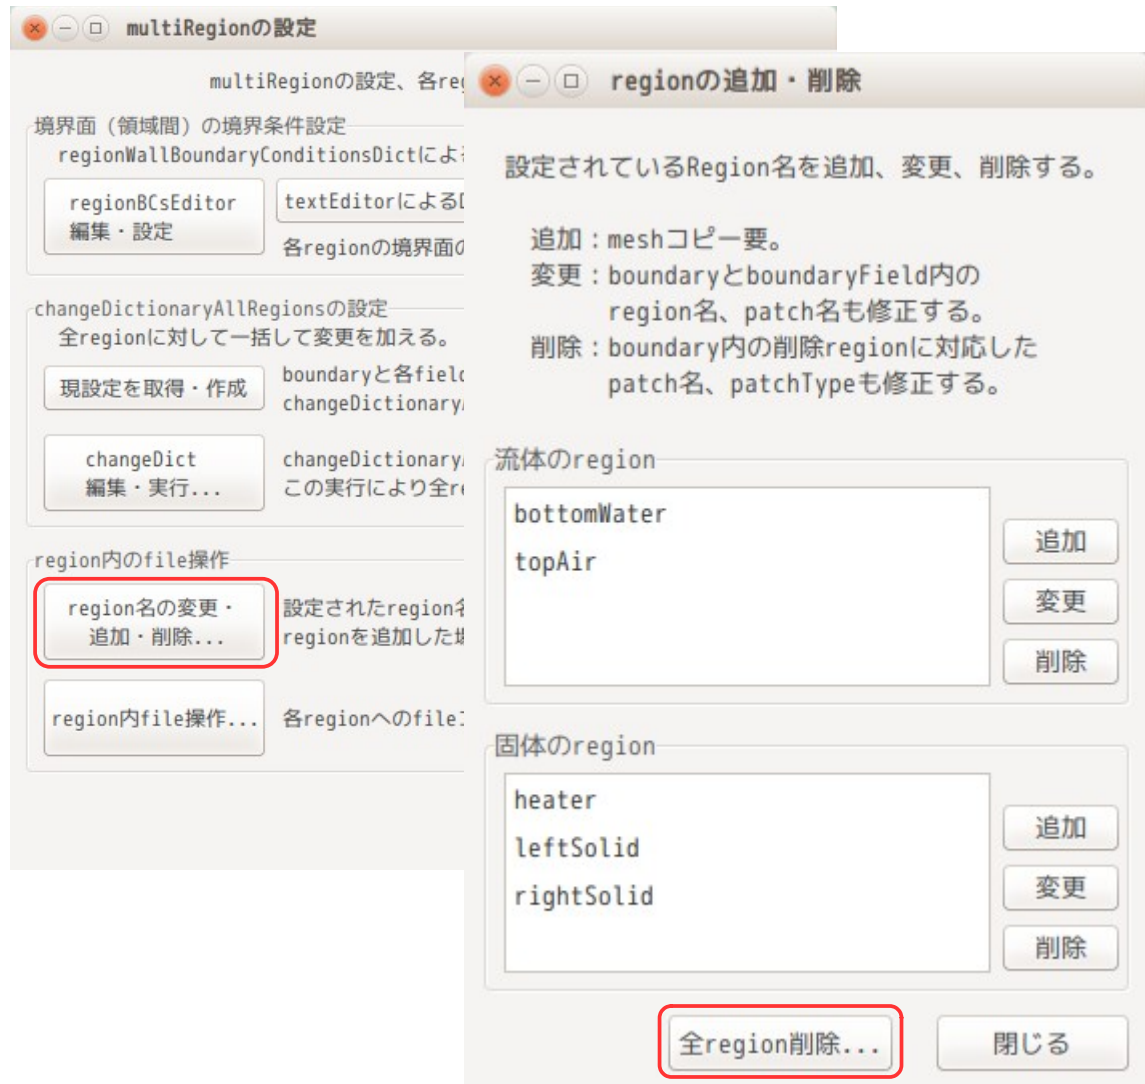 multiRegionの設定
multiRegionの設定、各reg
境界面（領域間）の境界条件設定
regionWallBoundaryConditionsDictによ
regionBCsEditor
編集・設定
textEditorによる
各regionの境界面の
changeDictionaryAllRegionsの設定
全regionに対して一括して変更を加える。
現設定を取得・作成
boundaryと各field
changeDictionary
changeDict
編集・実行...
changeDictionary
この実行により全re
region内のfile操作
region名の変更・
追加・削除...
設定されたregion名
regionを追加した場
region内file操作...
各regionへのfile
regionの追加・削除
設定されているRegion名を追加、変更、削除する。
追加：meshコピー要。
変更：boundaryとboundaryField内の
region名、patch名も修正する。
削除：boundary内の削除regionに対応した
patch名、patchTypeも修正する。
流体のregion
bottomWater
topAir
追加
変更
削除
固体のregion
heater
leftSolid
rightSolid
追加
変更
削除
全region削除...
閉じる